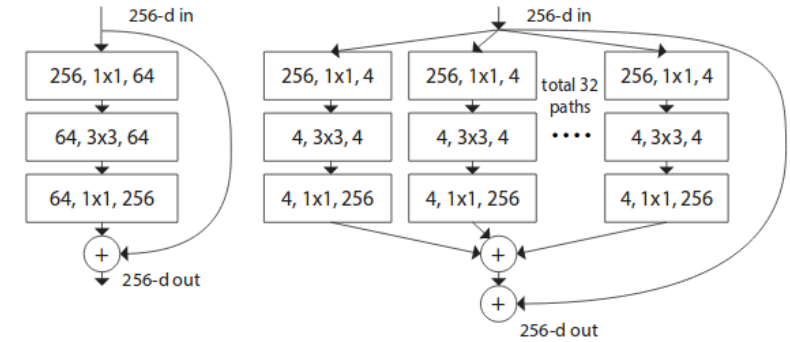 256-d in
256, 1x1, 64
64, 3x3, 64
64, 1x1, 256
+
256-d out
256-d in
256, 1x1, 4
256, 1x1, 4
total 32
paths
....
256, 1x1, 4
4, 3x3, 4
4, 3x3, 4
4, 3x3, 4
4, 1x1, 256
4, 1x1, 256
4, 1x1, 256
+
+
256-d out